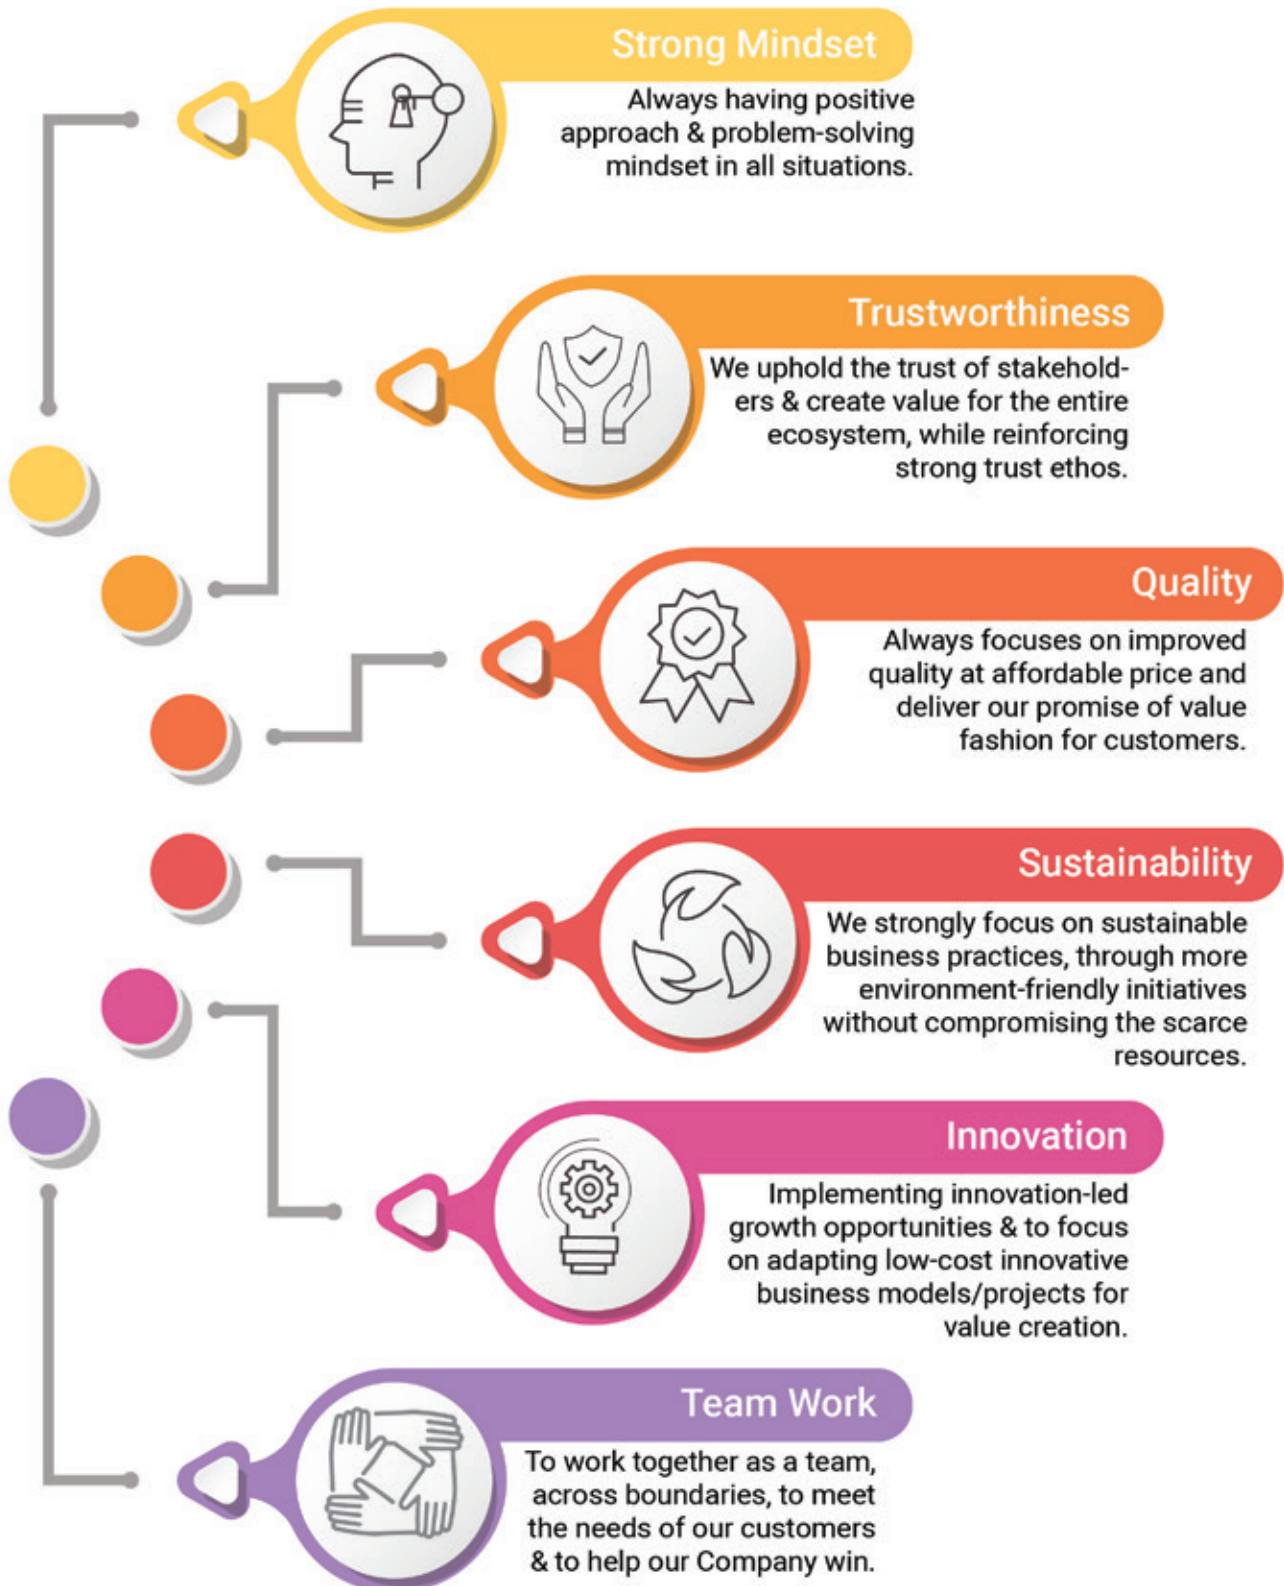 Strong Mindset
Always having positive
approach & problem-solving
mindset in all situations.
Trustworthiness
We uphold the trust of stakehold-
ers & create value for the entire
ecosystem, while reinforcing
strong trust ethos.
Quality
Always focuses on improved
quality at affordable price and
deliver our promise of value
fashion for customers.
Sustainability
We strongly focus on sustainable
business practices, through more
environment-friendly initiatives
without compromising the scarce
resources.
Innovation
Implementing innovation-led
growth opportunities & to focus
on adapting low-cost innovative
business models/projects for
value creation.
Team Work
To work together as a team,
across boundaries, to meet
the needs of our customers
& to help our Company win.